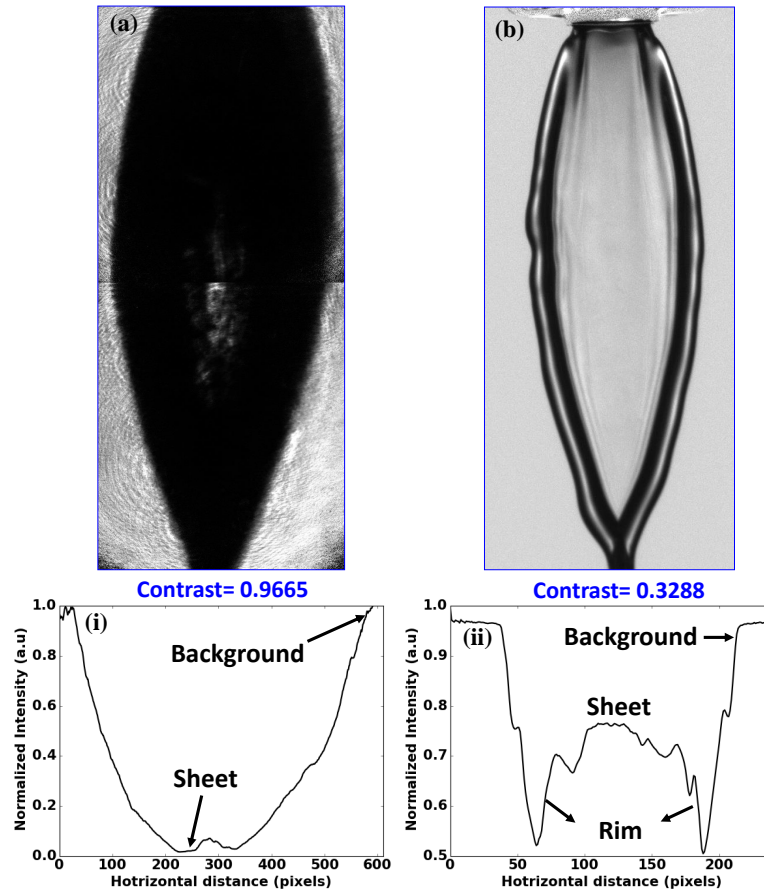 (a)
(b)
Contrast= 0.9665
Contrast= 0.3288
(i)
Background
Sheet
1.0
0.8
0.6
0.4
0.2
0.0
0 100 200 300 400 500 600
Normalized Intensity (a.u)
Hotrizontal distance (pixels)
(ii)
Background
Sheet
Rim
1.0
0.9
0.8
0.7
0.6
0.5
0 50 100 150 200
Normalized Intensity (a.u)
Hotrizontal distance (pixels)